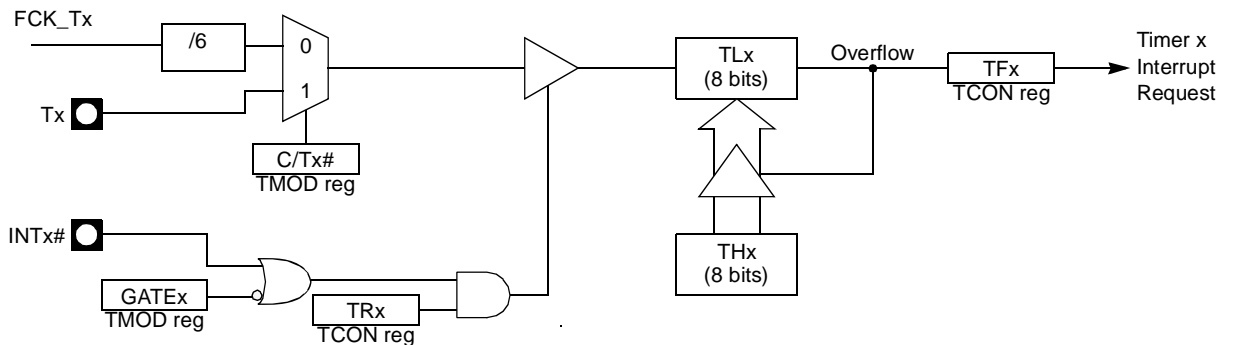 FCK_Tx
/6
0
1
Tx
C/Tx#
TMOD reg
TLx
(8 bits)
Overflow
TFx
TCON reg
Timer x
Interrupt
Request
INTx#
GATEx
TMOD reg
TRx
TCON reg
THx
(8 bits)